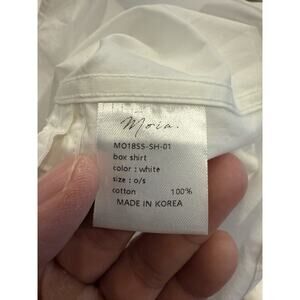 Moia.
MO18SS-SH-01
box shirt
color : white
size : o/s
cotton 100%
MADE IN KOREA